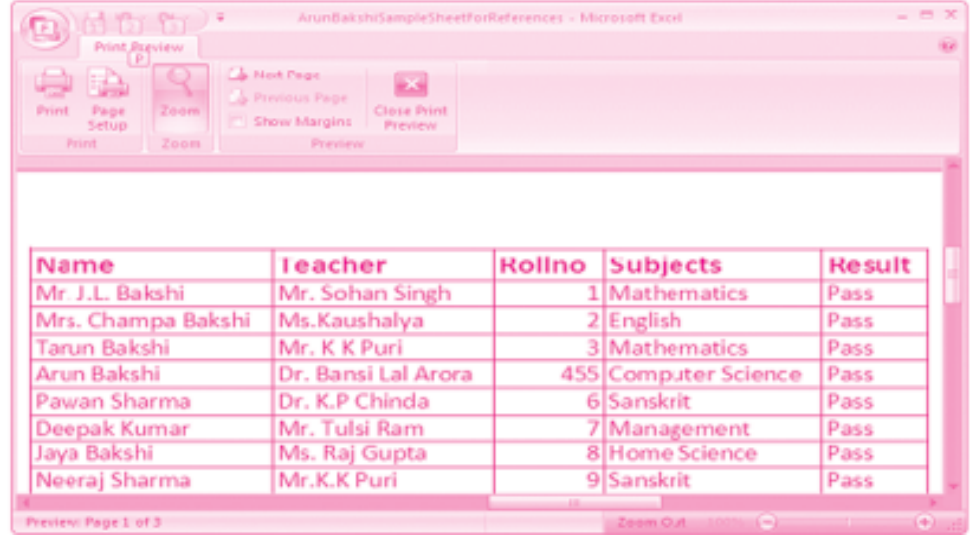 ArunBakshiSampleSheetForReferences - Microsoft Excel
Print Preview
P
1 2 3
F
Print
Page Setup
Zoom
Next Page
Previous Page
Show Margins
Close Print Preview
Print Zoom Preview
Name Teacher Rollno Subjects Result
Mr. J.L. Bakshi Mr. Sohan Singh 1 Mathematics Pass
Mrs. Champa Bakshi Ms.Kaushalya 2 English Pass
Tarun Bakshi Mr. K K Puri 3 Mathematics Pass
Arun Bakshi Dr. Bansi Lal Arora 455 Computer Science Pass
Pawan Sharma Dr. K.P Chinda 6 Sanskrit Pass
Deepak Kumar Mr. Tulsi Ram 7 Management Pass
Jaya Bakshi Ms. Raj Gupta 8 Home Science Pass
Neeraj Sharma Mr.K.K Puri 9 Sanskrit Pass
Preview: Page 1 of 3 Zoom Out 100%